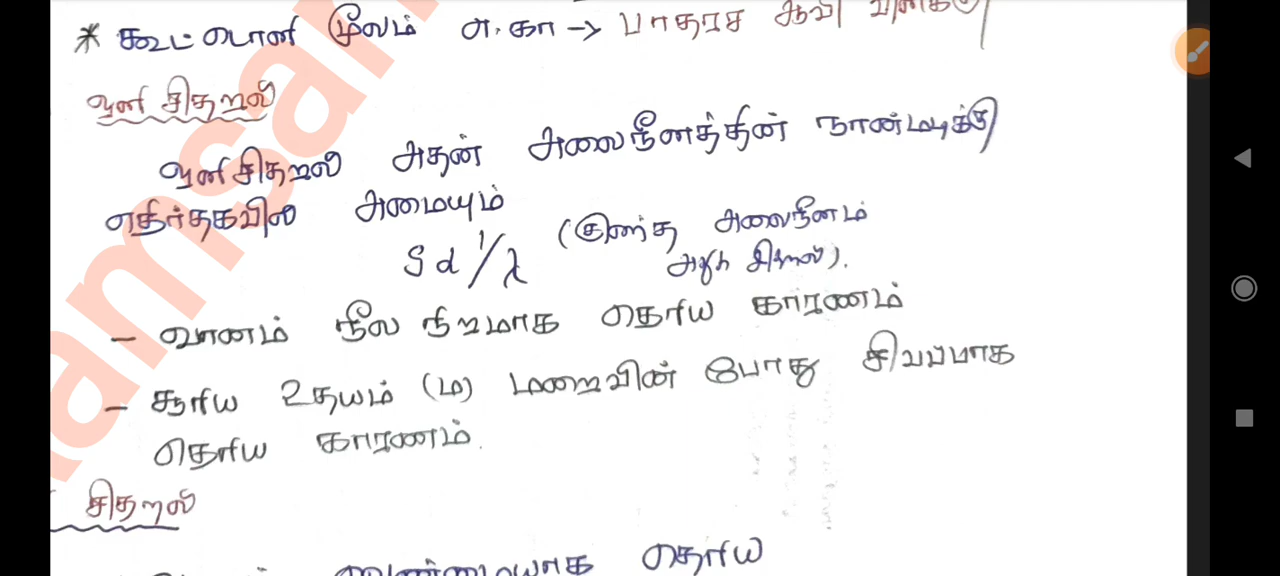 * கூட்டொளி மூலம் எ.கா → பாதரச ஆவி விளக்கு
ஒளி சிதறல்
ஒளிசிதறல் அதன் அலைநீளத்தின் நான்மடிக்கு
எதிர்தகவில் அமையும்
S α 1/λ (குறைந்த அலைநீளம்
அதிக சிதறல்).
- வானம் நீல நிறமாக தெரிய காரணம்
- சூரிய உதயம் (ம) மறைவின் போது சிவப்பாக
தெரிய காரணம்.
சிதறல்
வெண்மையாக தெரிய